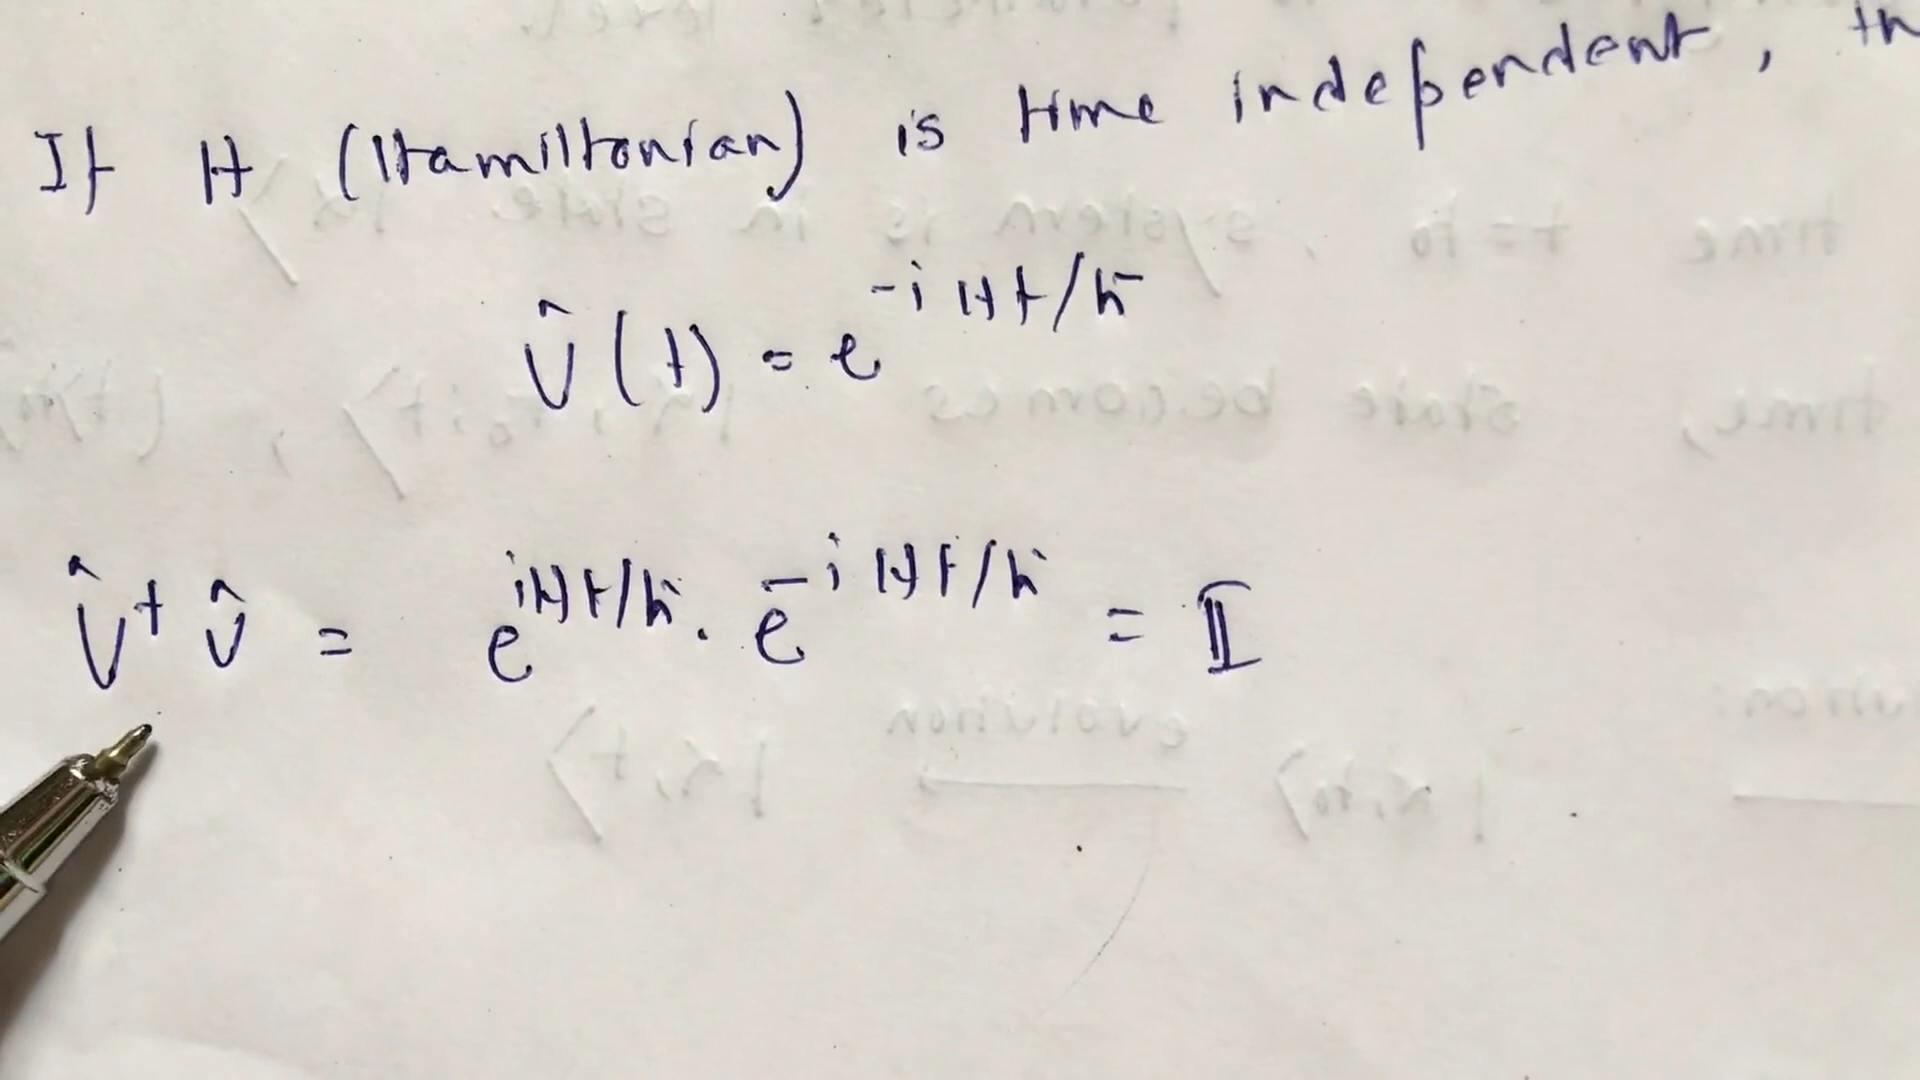 If H (Hamiltonian) is time independent, th
Û(t) = e^{-iHt/ħ}
Û† Û = e^{iHt/ħ} . e^{-iHt/ħ} = 𝕀